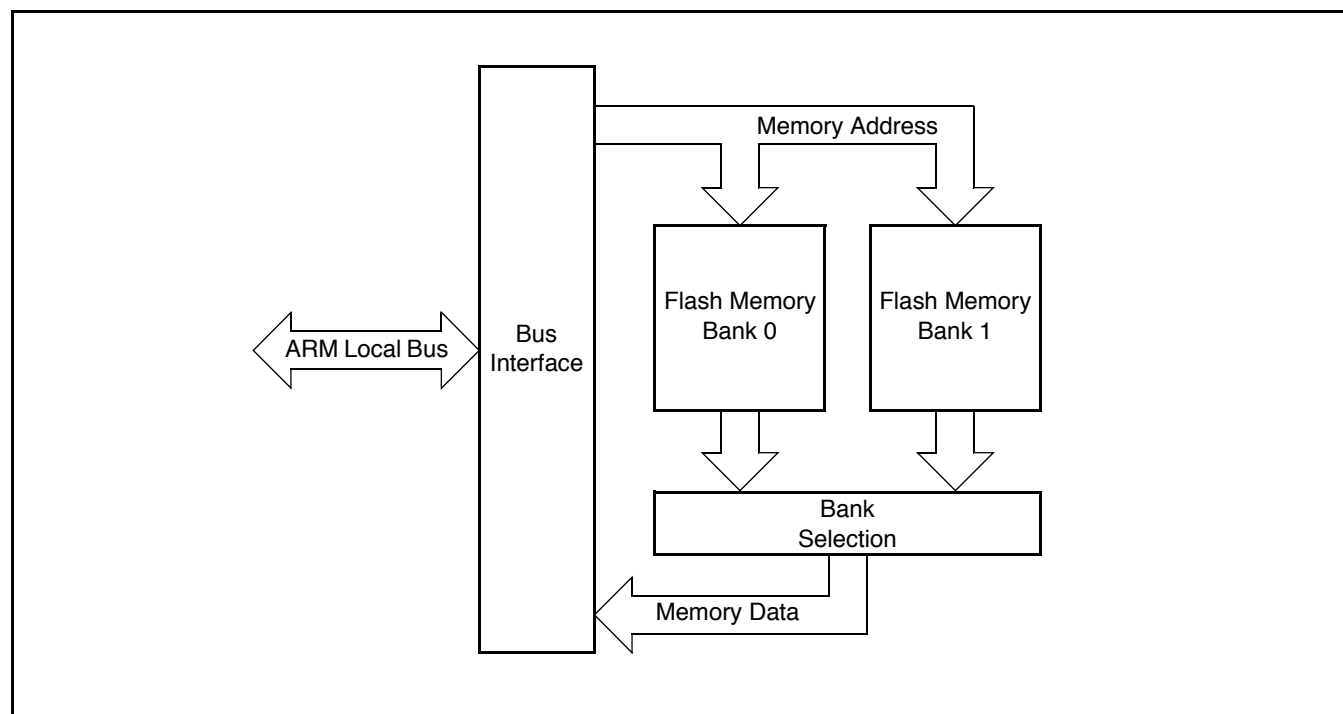 Memory Address
Flash Memory
Bank 0
Flash Memory
Bank 1
ARM Local Bus
Bus
Interface
Bank
Selection
Memory Data